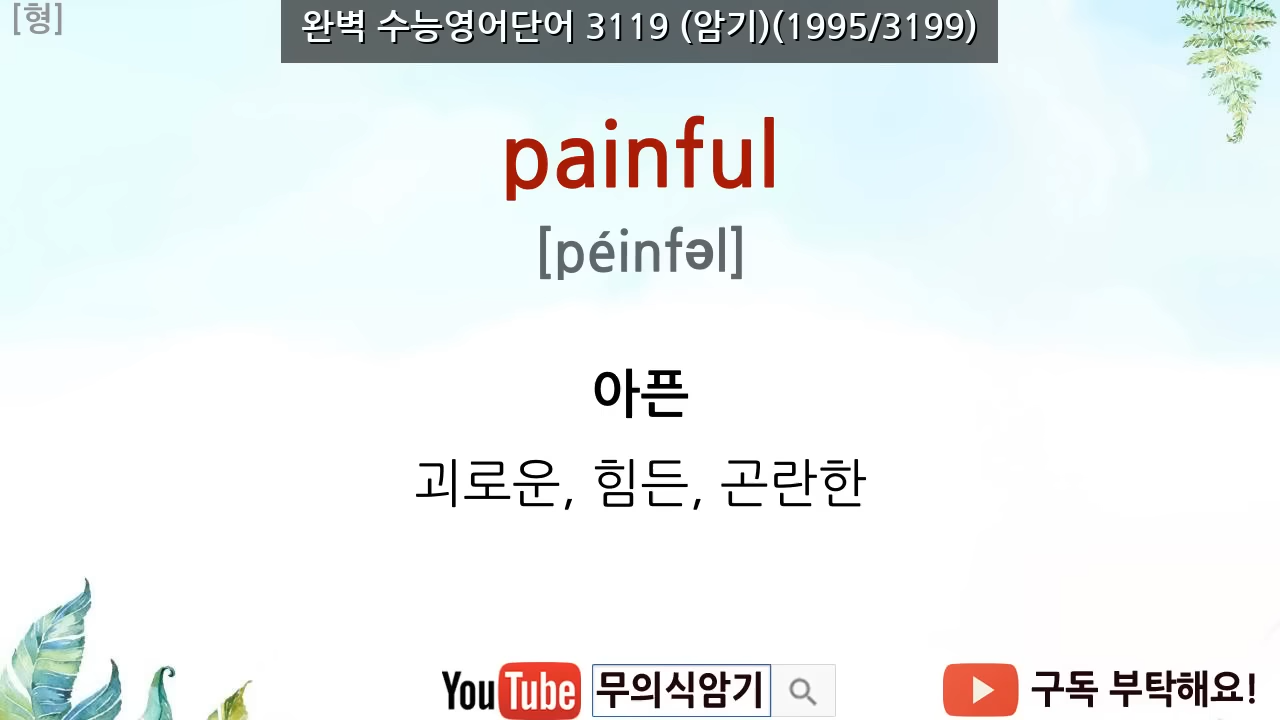 [형]
완벽 수능영어단어 3119 (암기)(1995/3199)
painful
[péinfəl]
아픈
괴로운, 힘든, 곤란한
YouTube 무의식암기
구독 부탁해요!